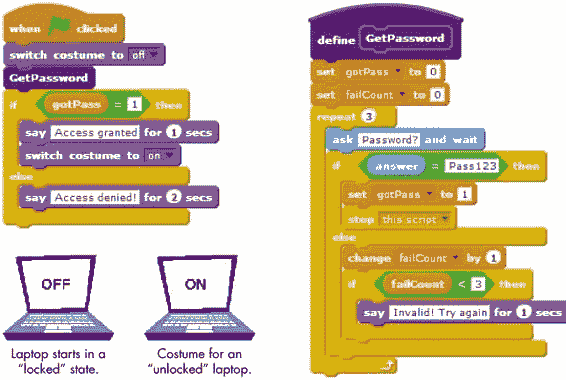 when clicked
switch costume to off
GetPassword
if gotPass = 1 then
say Access granted for 1 secs
switch costume to on
else
say Access denied! for 2 secs
OFF
ON
Laptop starts in a
"locked" state.
Costume for an
"unlocked" laptop.
define GetPassword
set gotPass to 0
set failCount to 0
repeat 3
ask Password? and wait
if answer = Pass123 then
set gotPass to 1
stop this script
else
change failCount by 1
if failCount < 3 then
say Invalid! Try again for 1 secs